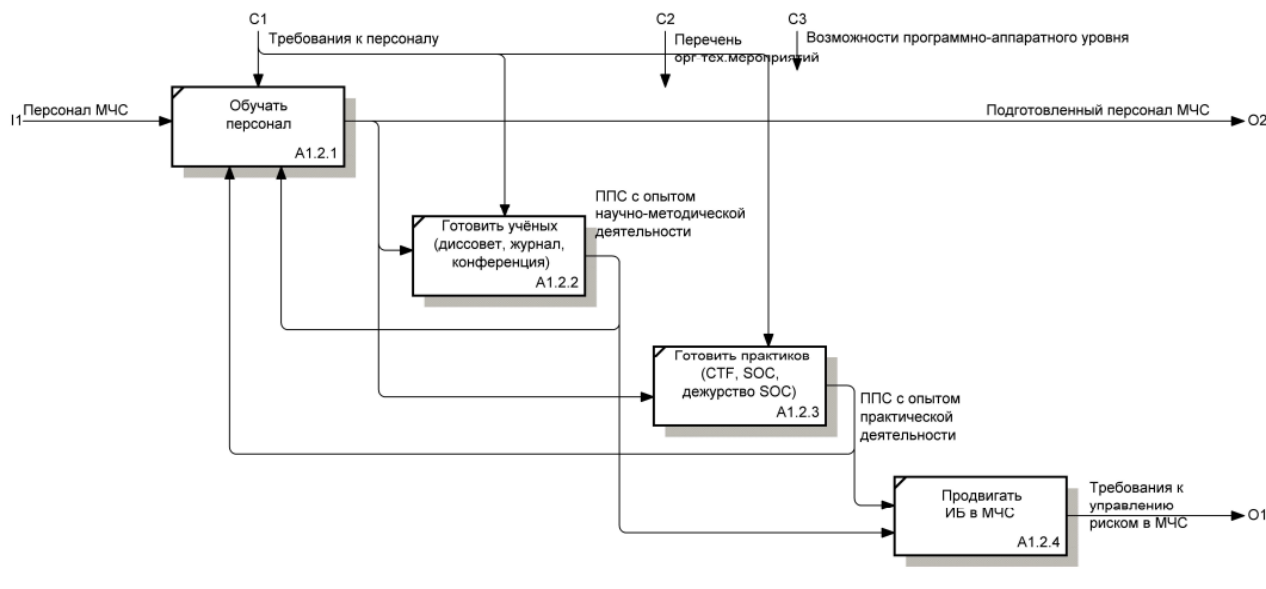 C1
C2
C3
Требования к персоналу
Перечень
орг тех.мероприятий
Возможности программно-аппаратного уровня
I1
Персонал МЧС
Обучать
персонал
A1.2.1
Подготовленный персонал МЧС
O2
ППС с опытом
научно-методической
деятельности
Готовить учёных
(диссовет, журнал,
конференция)
A1.2.2
Готовить практиков
(CTF, SOC,
дежурство SOC)
A1.2.3
ППС с опытом
практической
деятельности
Продвигать
ИБ в МЧС
A1.2.4
Требования к
управлению
риском в МЧС
O1